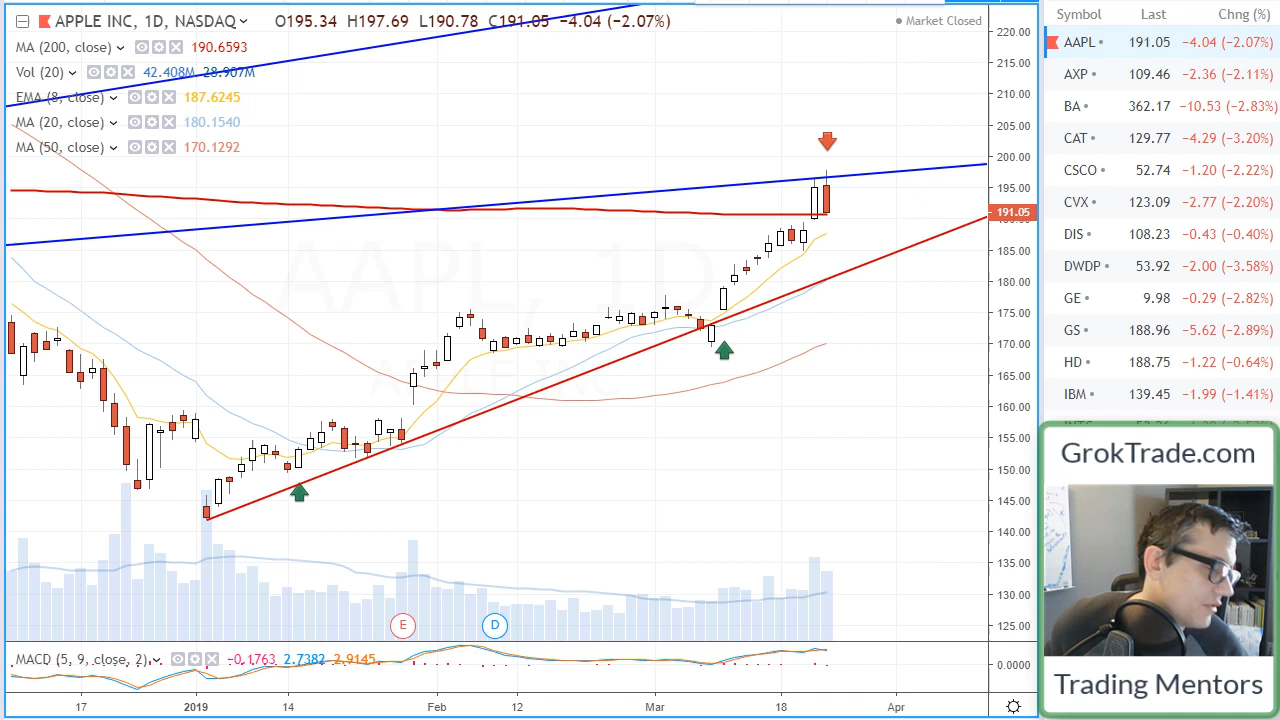 APPLE INC, 1D, NASDAQ O195.34 H197.69 L190.78 C191.05 −4.04 (−2.07%)
Market Closed
MA (200, close) 190.6593
Vol (20) 42.408M 28.907M
EMA (8, close) 187.6245
MA (20, close) 180.1540
MA (50, close) 170.1292
AAPL, 1D
APPLE INC
220.00
215.00
210.00
205.00
200.00
195.00
191.05
185.00
180.00
175.00
170.00
165.00
160.00
155.00
150.00
145.00
140.00
135.00
130.00
125.00
E
D
MACD (5, 9, close, 2) −0.1763 2.7382 2.9145
0.0000
17 2019 14 Feb 12 Mar 18 Apr
Symbol Last Chng (%)
AAPL 191.05 −4.04 (−2.07%)
AXP 109.46 −2.36 (−2.11%)
BA 362.17 −10.53 (−2.83%)
CAT 129.77 −4.29 (−3.20%)
CSCO 52.74 −1.20 (−2.22%)
CVX 123.09 −2.77 (−2.20%)
DIS 108.23 −0.43 (−0.40%)
DWDP 53.92 −2.00 (−3.58%)
GE 9.98 −0.29 (−2.82%)
GS 188.96 −5.62 (−2.89%)
HD 188.75 −1.22 (−0.64%)
IBM 139.45 −1.99 (−1.41%)
GrokTrade.com
Trading Mentors